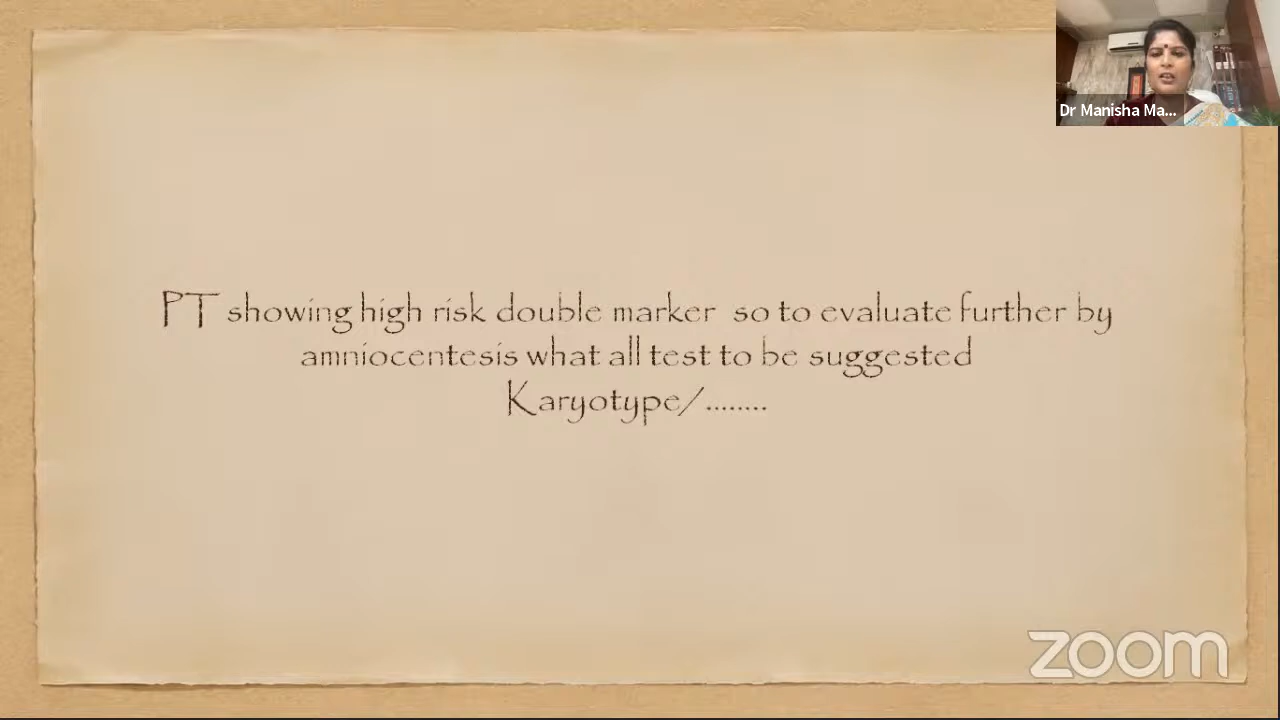 Dr Manisha Ma...
PT showing high risk double marker so to evaluate further by
amniocentesis what all test to be suggested
Karyotype/........
zoom